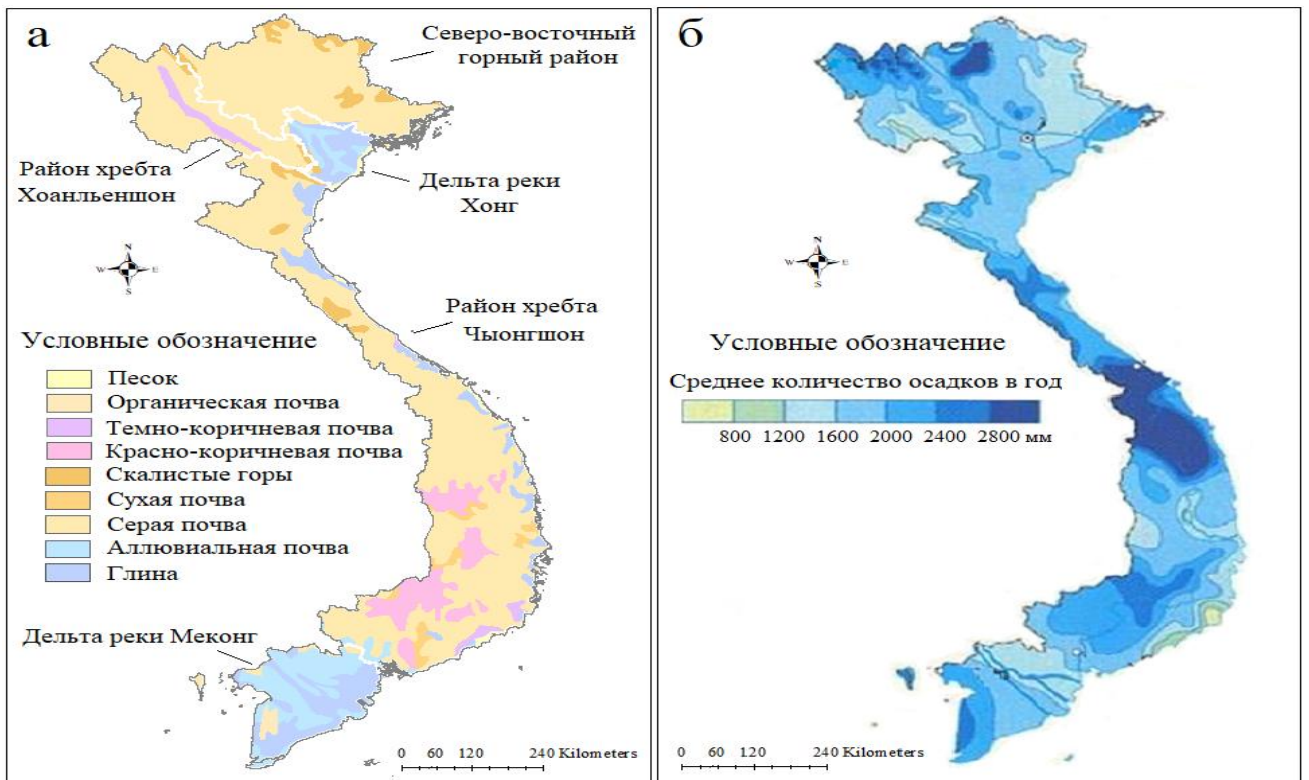 а
Северо-восточный
горный район
Район хребта
Хоанльеншон
Дельта реки
Хонг
N
W E
S
Район хребта
Чыонгшон
Условные обозначение
Песок
Органическая почва
Темно-коричневая почва
Красно-коричневая почва
Скалистые горы
Сухая почва
Серая почва
Аллювиальная почва
Глина
Дельта реки Меконг
0 60 120 240 Kilometers
б
N
W E
S
Условные обозначение
Среднее количество осадков в год
800 1200 1600 2000 2400 2800 мм
0 60 120 240 Kilometers